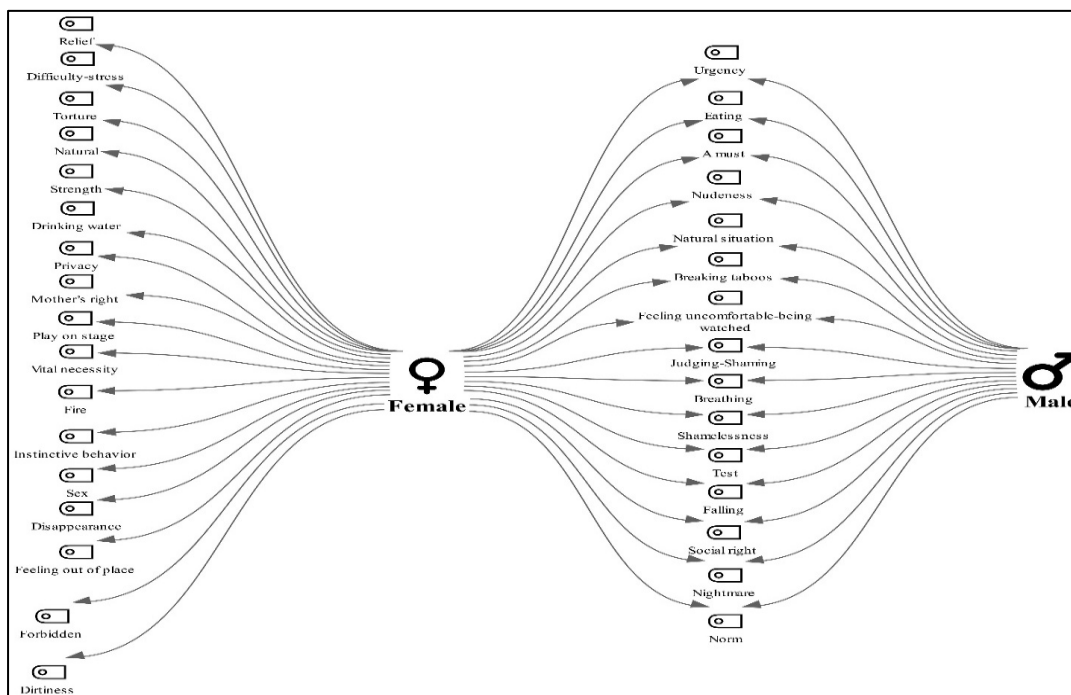 Relief
Difficulty-stress
Torture
Natural
Strength
Drinking water
Privacy
Mother's right
Play on stage
Vital necessity
Fire
Instinctive behavior
Sex
Disappearance
Feeling out of place
Forbidden
Dirtiness
Female
Urgency
Eating
A must
Nudeness
Natural situation
Breaking taboos
Feeling uncomfortable-being
watched
Judging-Shaming
Breathing
Shamelessness
Test
Falling
Social right
Nightmare
Norm
Male